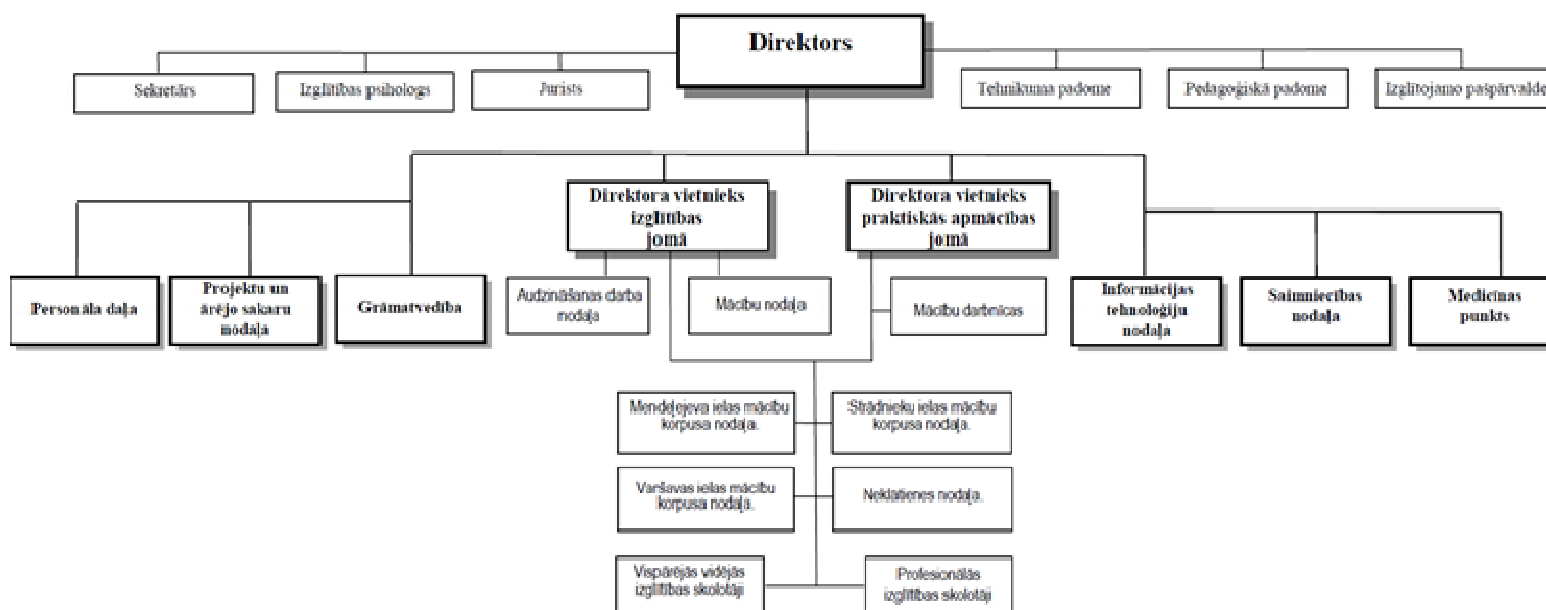 Direktors
Sekretārs
Izglītības psihologs
Jurists
Tehnikuma padome
Pedagoģiskā padome
Izglītojamo pašpārvalde
Direktora vietnieks
izglītības
jomā
Direktora vietnieks
praktiskās apmācības
jomā
Personāla daļa
Projektu un
ārējo sakaru
nodaļa
Grāmatvedība
Audzināšanas darba
nodaļa
Mācību nodaļa
Mācību darbnīcas
Informācijas
tehnoloģiju
nodaļa
Saimniecības
nodaļa
Medicīnas
punkts
Mendeļejeva ielas mācību
korpusa nodaļa.
Strādnieku ielas mācību
korpusa nodaļa.
Varšavas ielas mācību
korpusa nodaļa.
Neklātienes nodaļa.
Vispārējās vidējās
izglītības skolotāji
Profesionālās
izglītības skolotāji